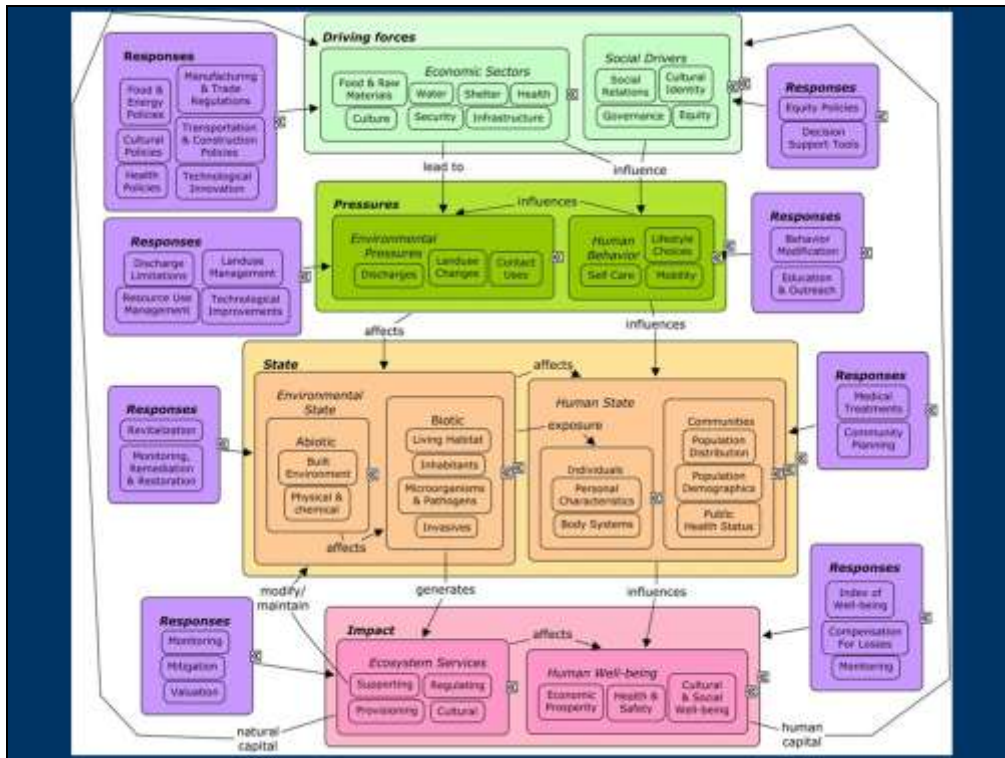 Driving forces
Economic Sectors
Food & Raw
Materials
Water
Shelter
Health
Culture
Security
Infrastructure
Social Drivers
Social
Relations
Cultural
Identity
Governance
Equity
Responses
Food &
Energy
Policies
Manufacturing
& Trade
Regulations
Cultural
Policies
Transportation
& Construction
Policies
Health
Policies
Technological
Innovation
Responses
Equity Policies
Decision
Support Tools
lead to
influence
Pressures
influences
Environmental
Pressures
Discharges
Landuse
Changes
Contact
Uses
Human
Behavior
Lifestyle
Choices
Self Care
Mobility
Responses
Discharge
Limitations
Landuse
Management
Resource Use
Management
Technological
Improvements
Responses
Behavior
Modification
Education
& Outreach
affects
influences
State
Environmental
State
Abiotic
Built
Environment
Physical &
chemical
affects
Biotic
Living Habitat
Inhabitants
Microorganisms
& Pathogens
Invasives
affects
exposure
Human State
Individuals
Personal
Characteristics
Body Systems
Communities
Population
Distribution
Population
Demographics
Public
Health Status
Responses
Revitalization
Monitoring,
Remediation
& Restoration
Responses
Medical
Treatments
Community
Planning
modify/
maintain
generates
influences
Impact
Ecosystem Services
Supporting
Regulating
Provisioning
Cultural
affects
Human Well-being
Economic
Prosperity
Health &
Safety
Cultural
& Social
Well-being
Responses
Monitoring
Mitigation
Valuation
Responses
Index of
Well-being
Compensation
For Losses
Monitoring
natural
capital
human
capital